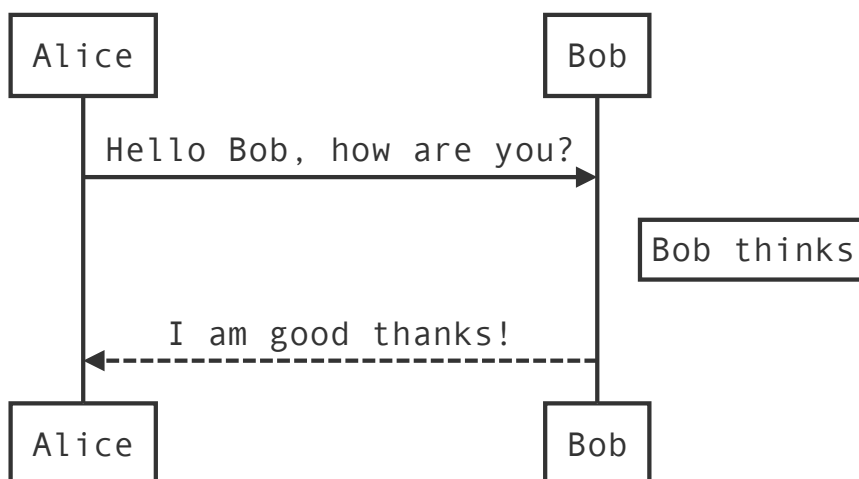 Alice
Bob
Hello Bob, how are you?
Bob thinks
I am good thanks!
Alice
Bob